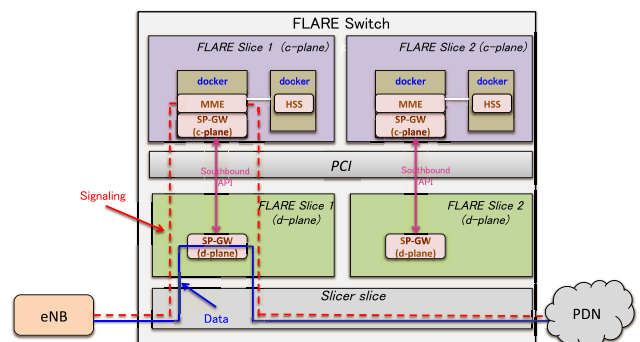 FLARE Switch
FLARE Slice 1 (c-plane)
FLARE Slice 2 (c-plane)
docker
docker
docker
docker
MME
HSS
MME
HSS
SP-GW
(c-plane)
SP-GW
(c-plane)
PCI
Southbound
API
Southbound
API
Signaling
FLARE Slice 1
(d-plane)
FLARE Slice 2
(d-plane)
SP-GW
(d-plane)
SP-GW
(d-plane)
Slicer slice
eNB
Data
PDN